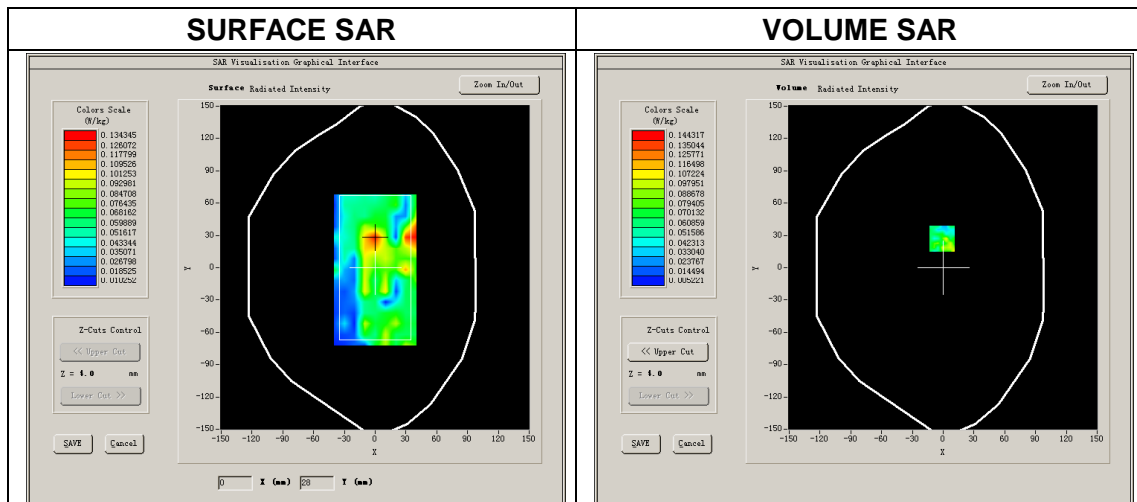 SURFACE SAR
VOLUME SAR
SAR Visualisation Graphical Interface
Surface Radiated Intensity
Zoom In/Out
Colors Scale
(W/kg)
0.134345
0.126072
0.117799
0.109526
0.101253
0.092981
0.084708
0.076435
0.068162
0.059889
0.051617
0.043344
0.035071
0.026798
0.018525
0.010252
Z-Cuts Control
<< Upper Cut
Z = 4.0 mm
Lower Cut >>
SAVE Cancel
150
120
90
60
30
0
-30
-60
-90
-120
-150
Y
-150 -120 -90 -60 -30 0 30 60 90 120 150
X
0 X (mm) 28 Y (mm)
SAR Visualisation Graphical Interface
Volume Radiated Intensity
Zoom In/Out
Colors Scale
(W/kg)
0.144317
0.135044
0.125771
0.116498
0.107224
0.097951
0.088678
0.079405
0.070132
0.060859
0.051586
0.042313
0.033040
0.023767
0.014494
0.005221
Z-Cuts Control
<< Upper Cut
Z = 4.0 mm
Lower Cut >>
SAVE Cancel
150
120
90
60
30
0
-30
-60
-90
-120
-150
Y
-150 -120 -90 -60 -30 0 30 60 90 120 150
X